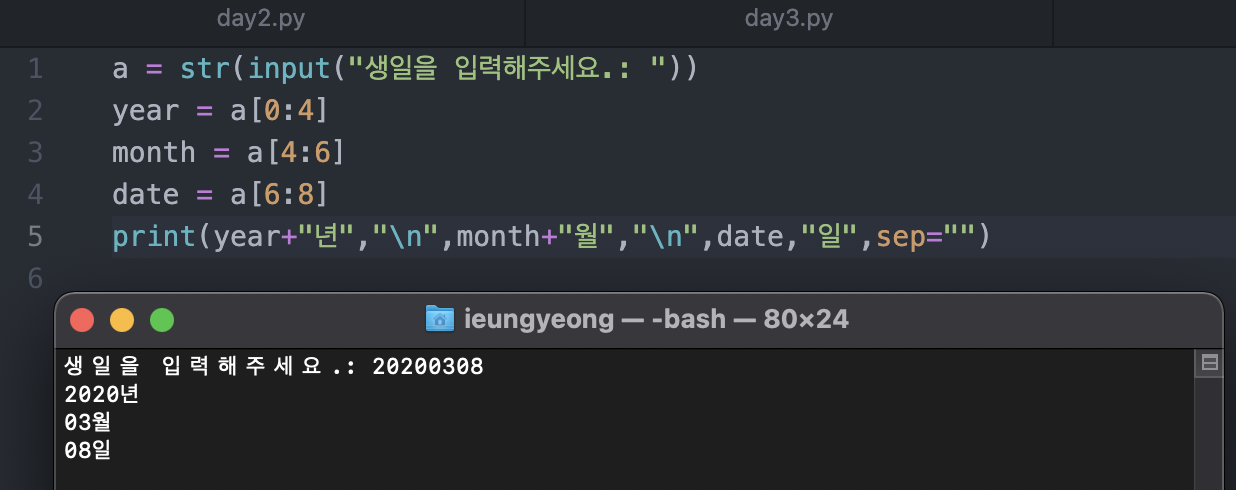 day2.py day3.py
1 a = str(input("생일을 입력해주세요.: "))
2 year = a[0:4]
3 month = a[4:6]
4 date = a[6:8]
5 print(year+"년","\n",month+"월","\n",date,"일",sep="")
6
ieungyeong — -bash — 80×24
생일을 입력해주세요.: 20200308
2020년
03월
08일